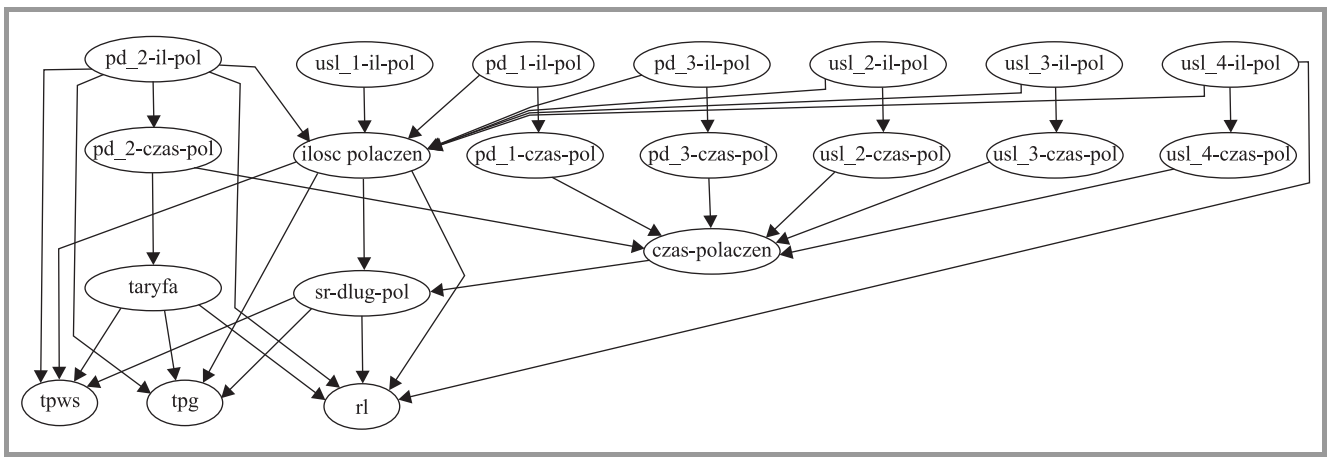 pd_2-il-pol
usl_1-il-pol
pd_1-il-pol
pd_3-il-pol
usl_2-il-pol
usl_3-il-pol
usl_4-il-pol
pd_2-czas-pol
ilosc polaczen
pd_1-czas-pol
pd_3-czas-pol
usl_2-czas-pol
usl_3-czas-pol
usl_4-czas-pol
czas-polaczen
taryfa
sr-dlug-pol
tpws
tpg
rl